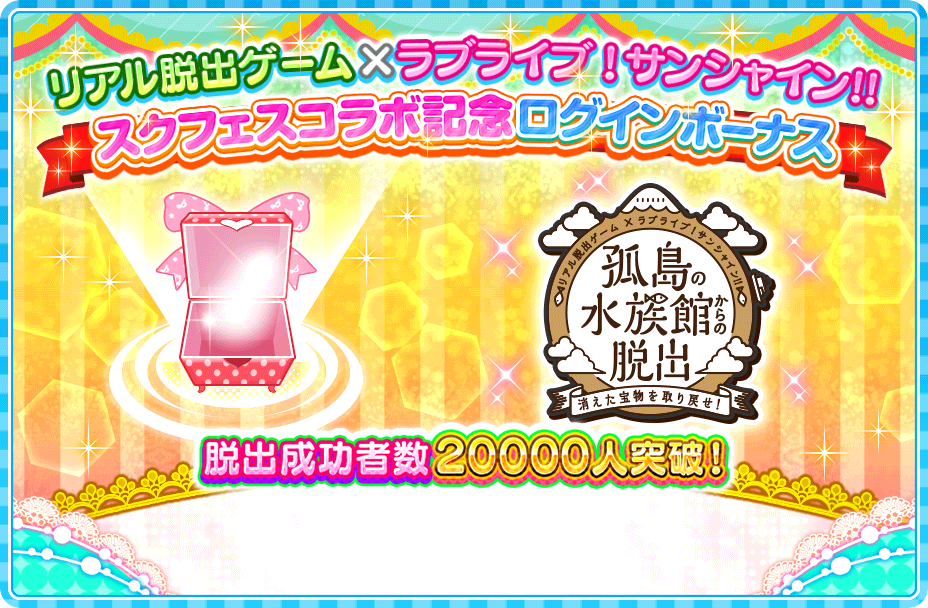 リアル脱出ゲーム×ラブライブ！サンシャイン!!
スクフェスコラボ記念ログインボーナス
リアル脱出ゲーム×ラブライブ！サンシャイン!!
孤島の
水族館からの
脱出
消えた宝物を取り戻せ！
脱出成功者数20000人突破！